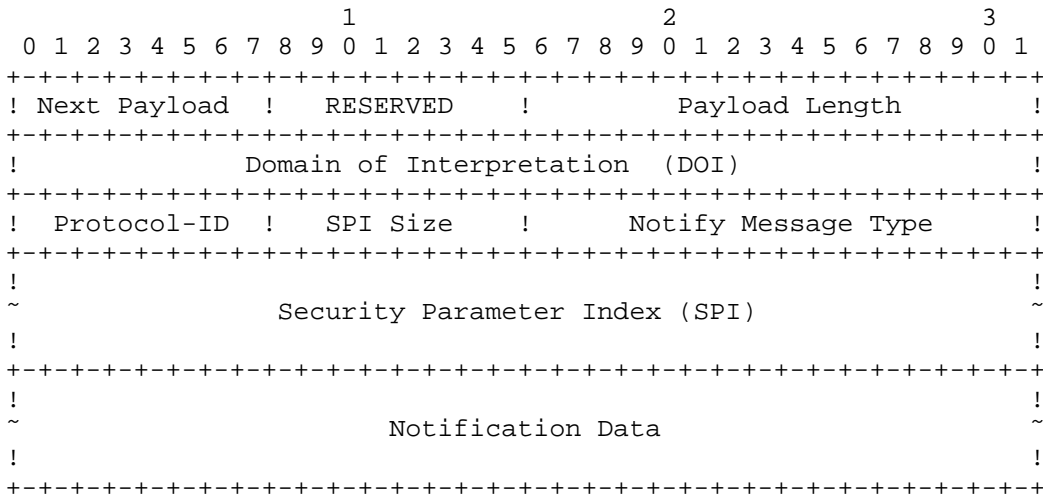 1                   2                   3
 0 1 2 3 4 5 6 7 8 9 0 1 2 3 4 5 6 7 8 9 0 1 2 3 4 5 6 7 8 9 0 1
+-+-+-+-+-+-+-+-+-+-+-+-+-+-+-+-+-+-+-+-+-+-+-+-+-+-+-+-+-+-+-+-+
! Next Payload  !   RESERVED    !         Payload Length        !
+-+-+-+-+-+-+-+-+-+-+-+-+-+-+-+-+-+-+-+-+-+-+-+-+-+-+-+-+-+-+-+-+
!              Domain of Interpretation  (DOI)                  !
+-+-+-+-+-+-+-+-+-+-+-+-+-+-+-+-+-+-+-+-+-+-+-+-+-+-+-+-+-+-+-+-+
!  Protocol-ID  !   SPI Size    !      Notify Message Type      !
+-+-+-+-+-+-+-+-+-+-+-+-+-+-+-+-+-+-+-+-+-+-+-+-+-+-+-+-+-+-+-+-+
!                                                               !
~                Security Parameter Index (SPI)                 ~
!                                                               !
+-+-+-+-+-+-+-+-+-+-+-+-+-+-+-+-+-+-+-+-+-+-+-+-+-+-+-+-+-+-+-+-+
!                                                               !
~                       Notification Data                       ~
!                                                               !
+-+-+-+-+-+-+-+-+-+-+-+-+-+-+-+-+-+-+-+-+-+-+-+-+-+-+-+-+-+-+-+-+